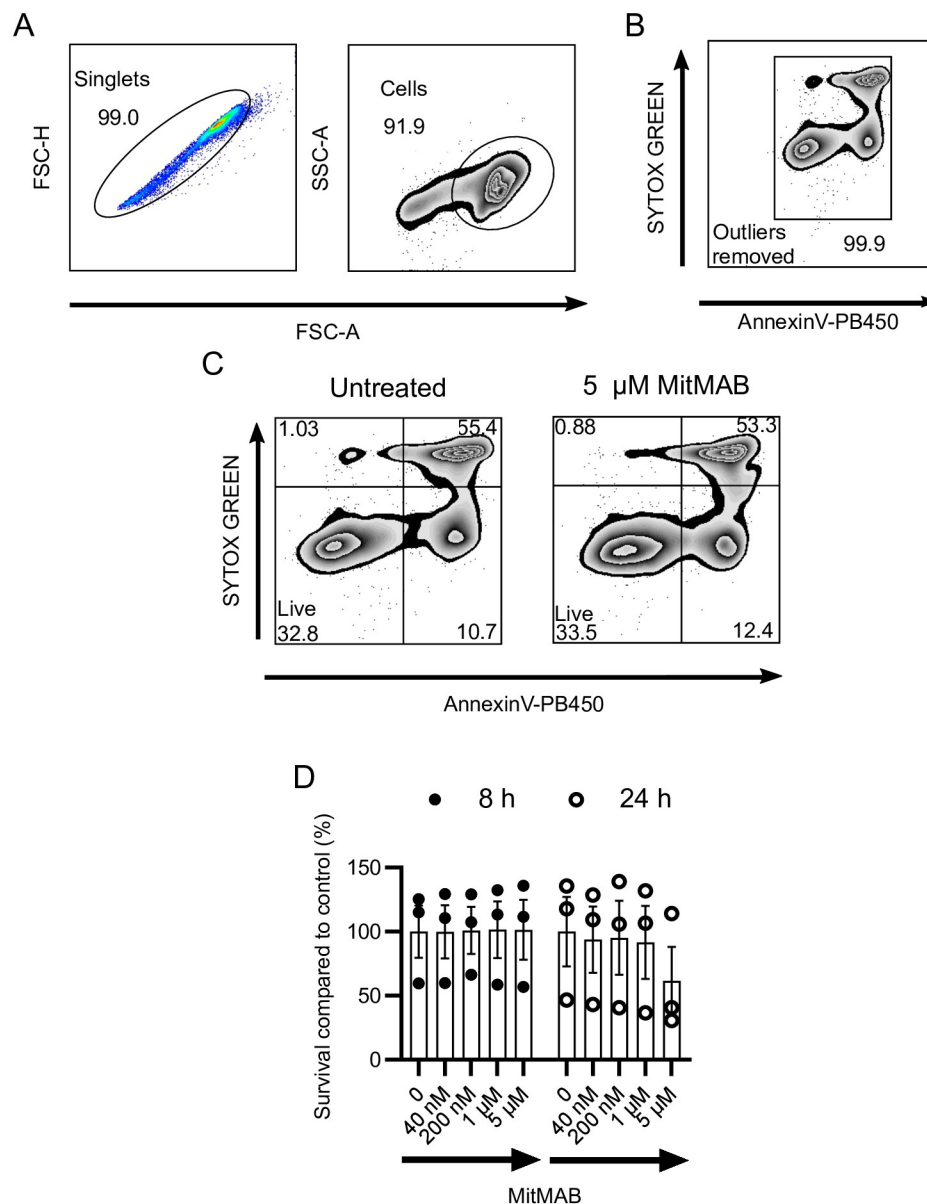 A
B
Singlets
99.0
FSC-H
Cells
91.9
SSC-A
FSC-A
SYTOX GREEN
Outliers
removed
99.9
AnnexinV-PB450
C
Untreated
5 µM MitMAB
SYTOX GREEN
1.03
55.4
Live
32.8
10.7
0.88
53.3
Live
33.5
12.4
AnnexinV-PB450
D
8 h
24 h
Survival compared to control (%)
150
100
50
0
0
40 nM
200 nM
1 µM
5 µM
0
40 nM
200 nM
1 µM
5 µM
MitMAB